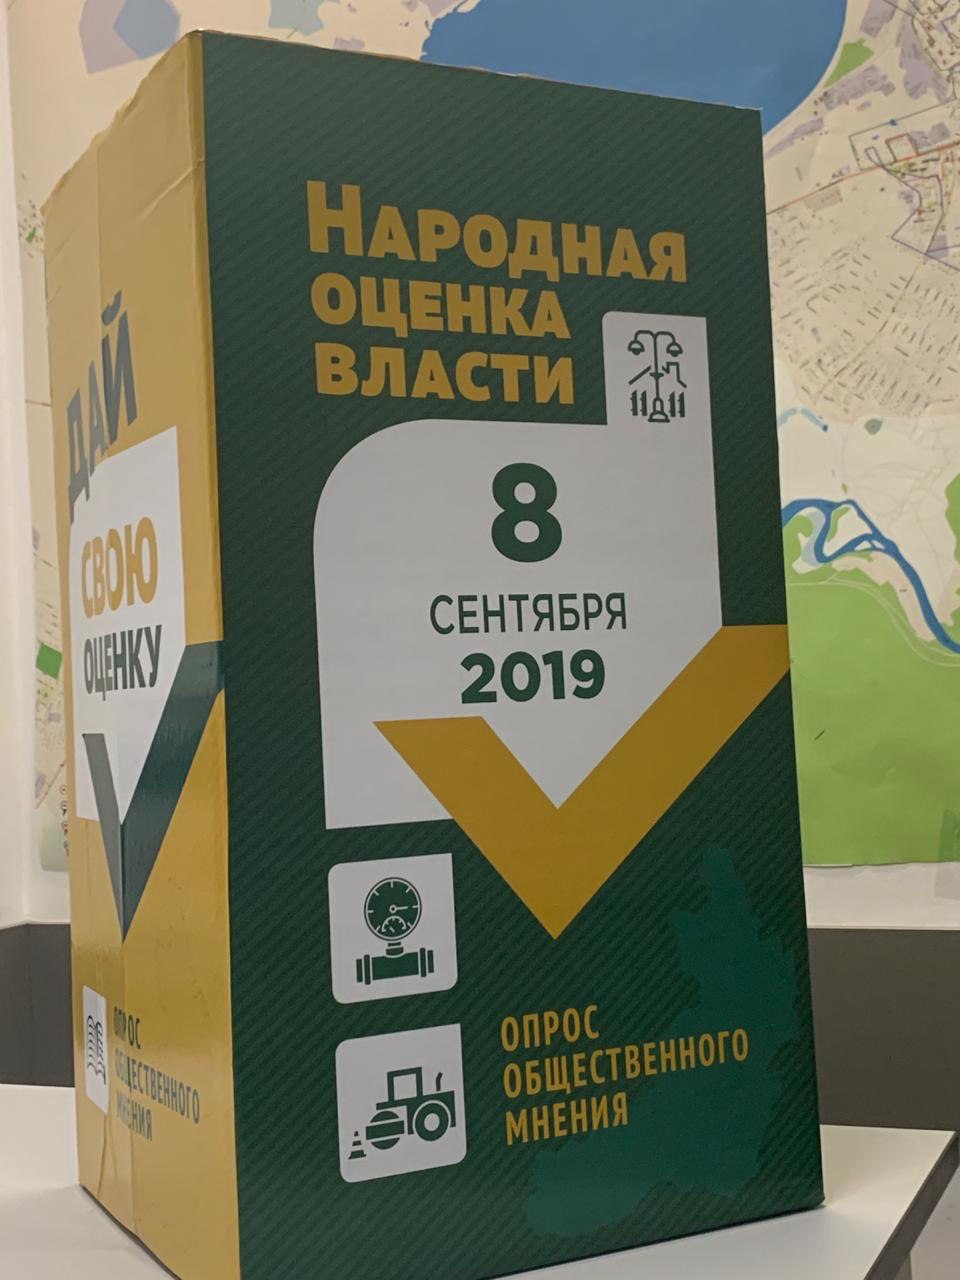 НАРОДНАЯ
ОЦЕНКА
ВЛАСТИ
8
СЕНТЯБРЯ
2019
ОПРОС
ОБЩЕСТВЕННОГО
МНЕНИЯ
ДАЙ
СВОЮ
ОЦЕНКУ
ОПРОС
ОБЩЕСТВЕННОГО
МНЕНИЯ